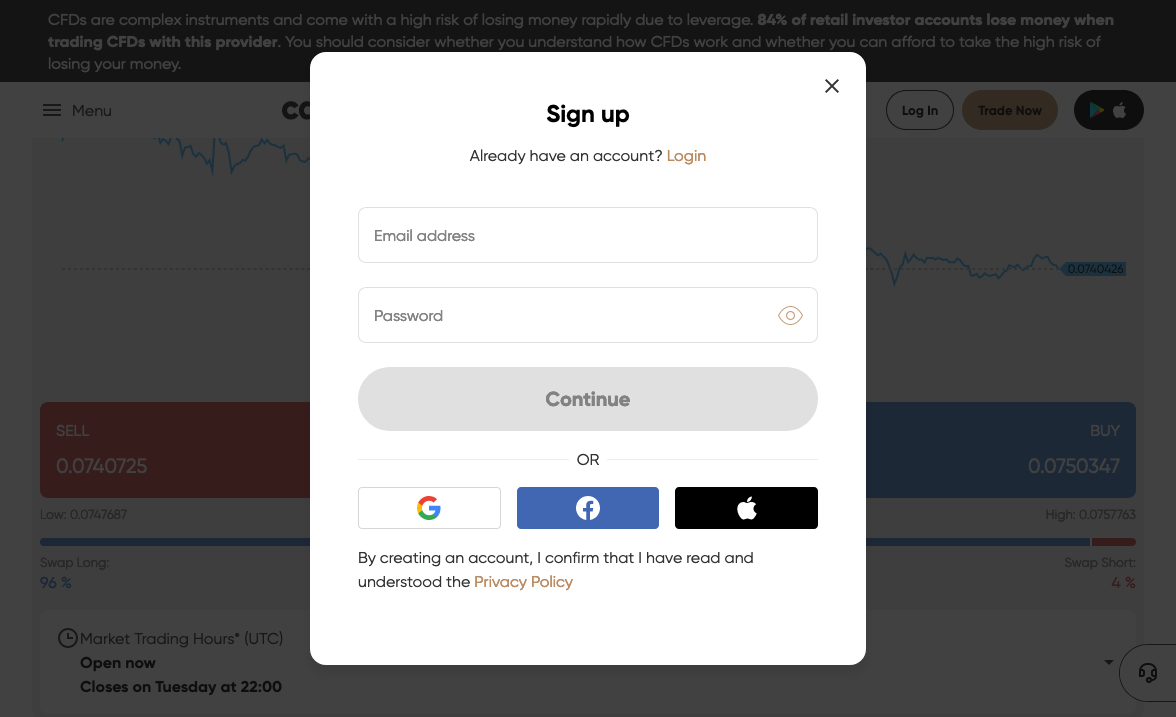 CFDs are complex instruments and come with a high risk of losing money rapidly due to leverage. 84% of retail investor accounts lose money when
trading CFDs with this provider. You should consider whether you understand how CFDs work and whether you can afford to take the high risk of
losing your money.
Menu
Log In
Trade Now
Sign up
Already have an account? Login
Email address
0.0740426
Password
Continue
SELL
BUY
0.0740725
0.0750347
OR
Low: 0.0747687
High: 0.0757763
By creating an account, I confirm that I have read and
understood the Privacy Policy
Swap Long:
Swap Short:
96 %
4 %
Market Trading Hours* (UTC)
Open now
Closes on Tuesday at 22:00